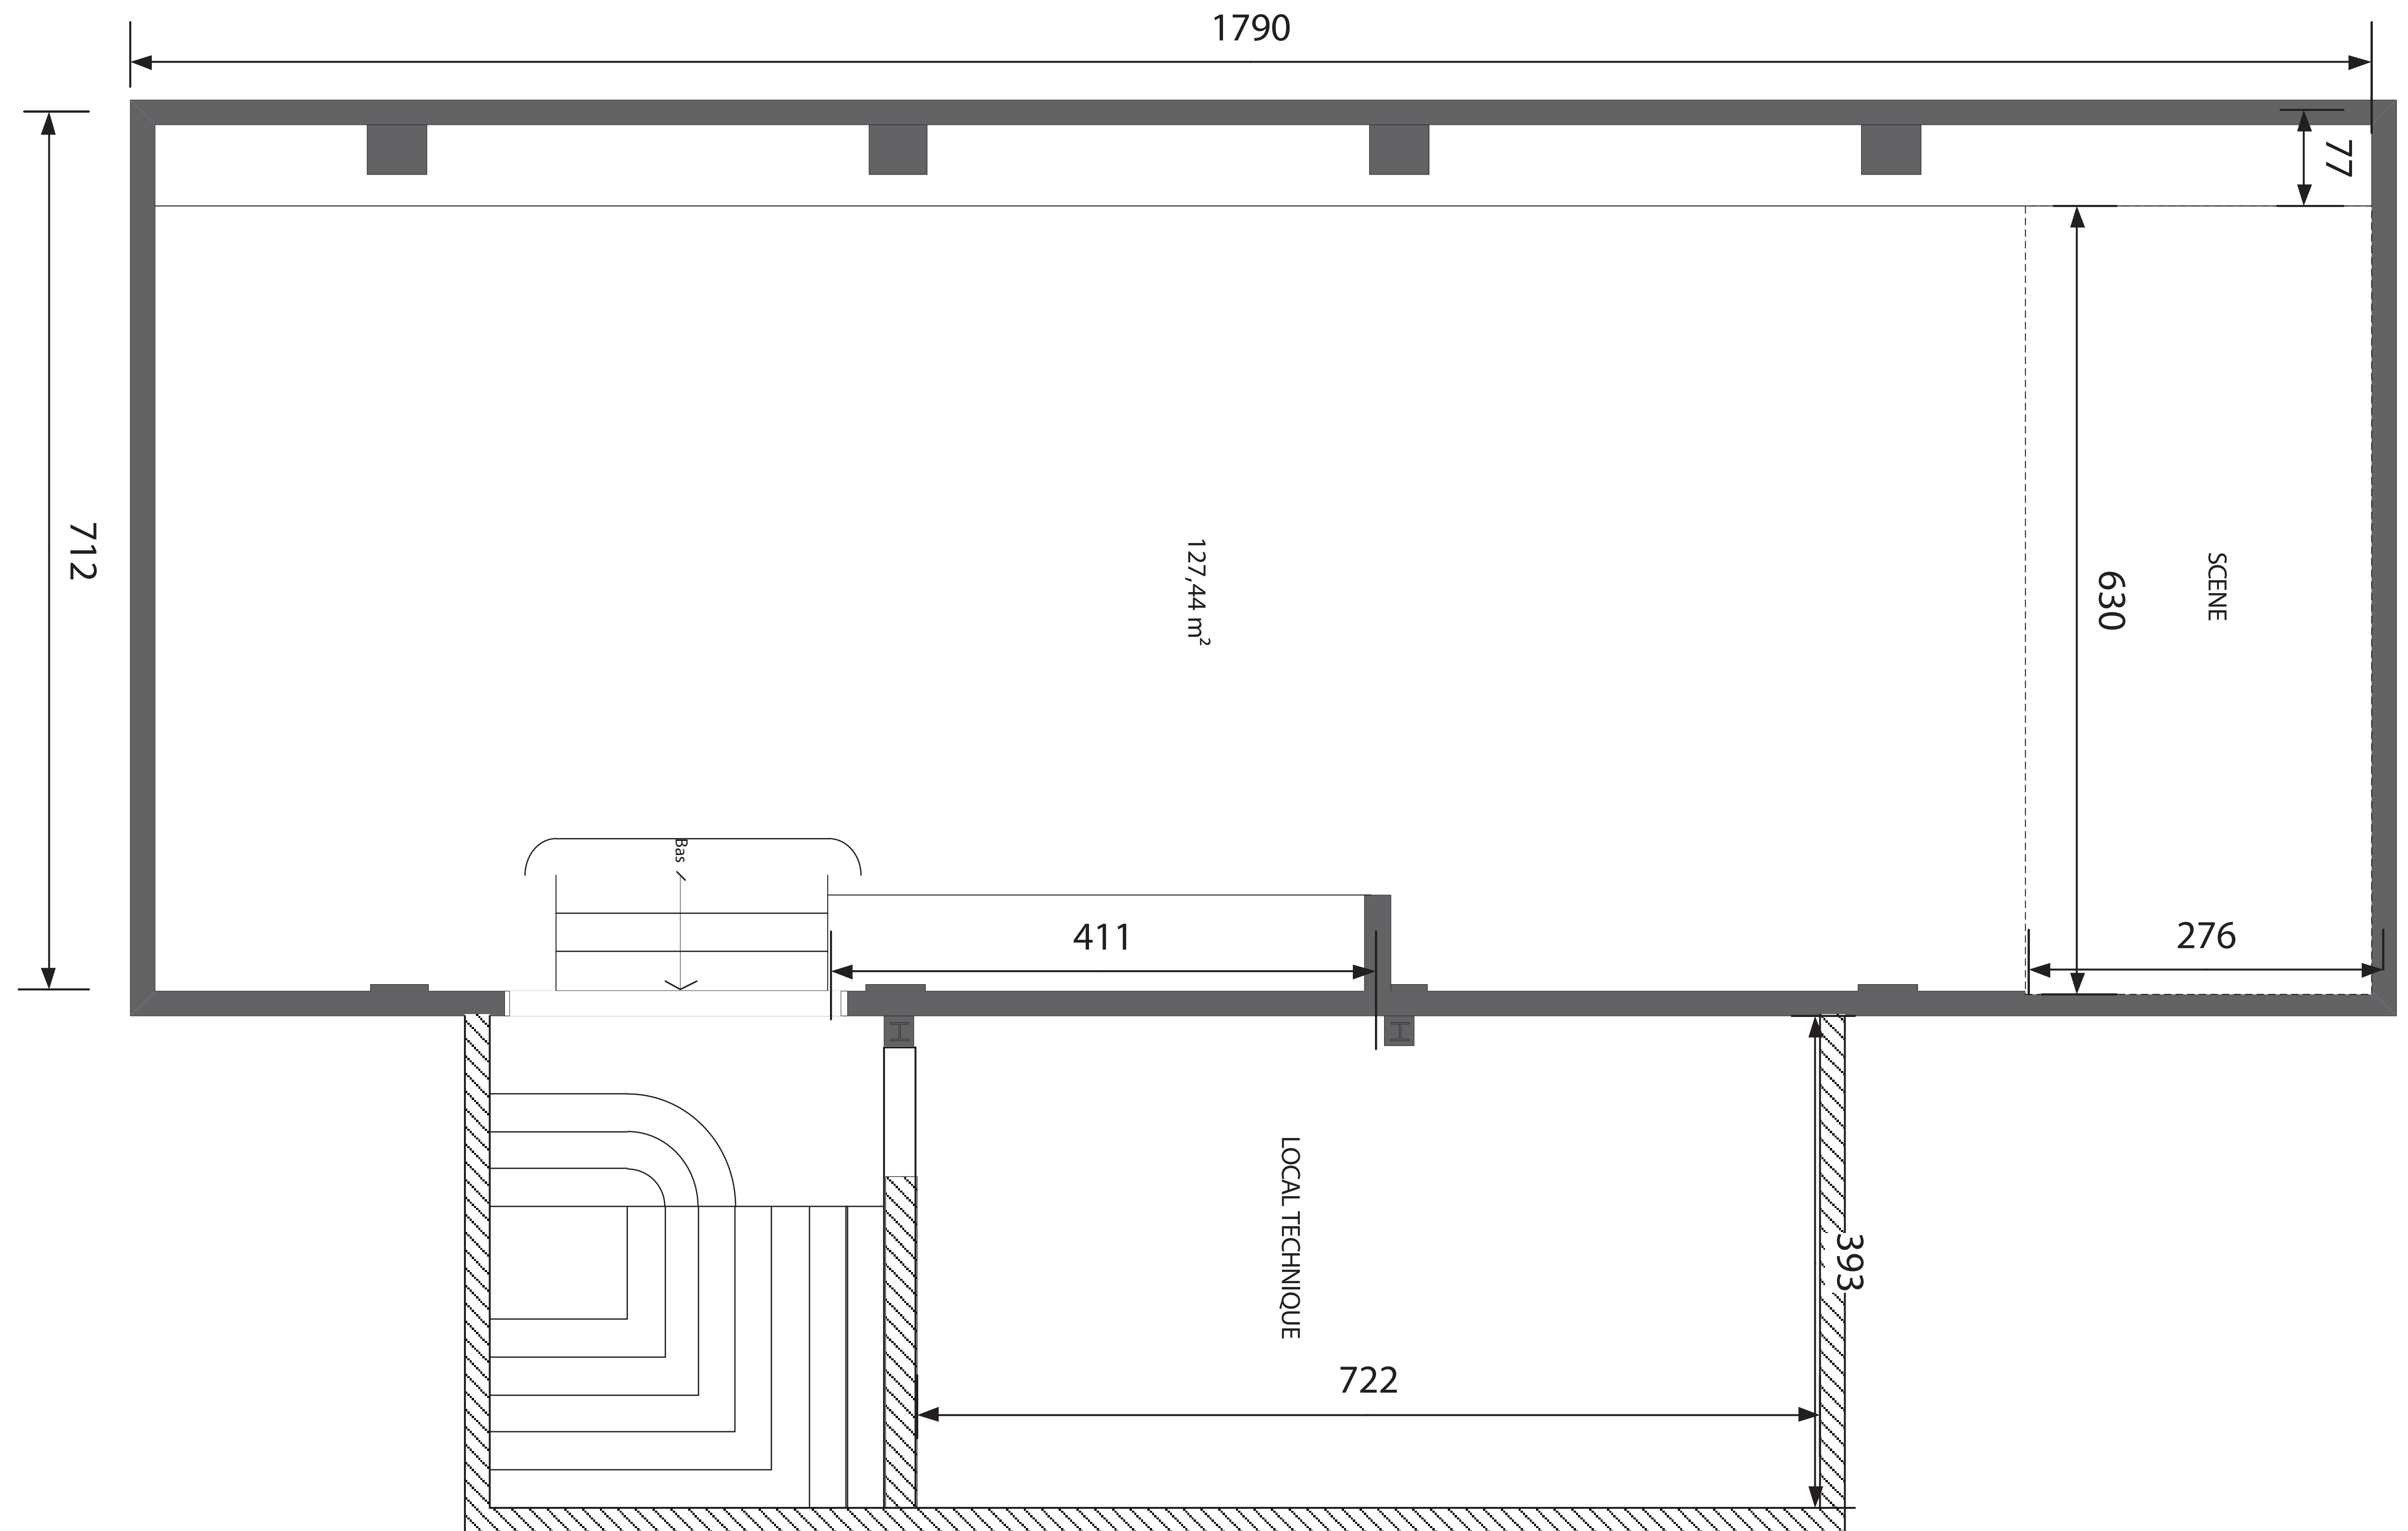 1790
77
712
127,44 m²
630
SCENE
Bas
411
276
LOCAL TECHNIQUE
393
722